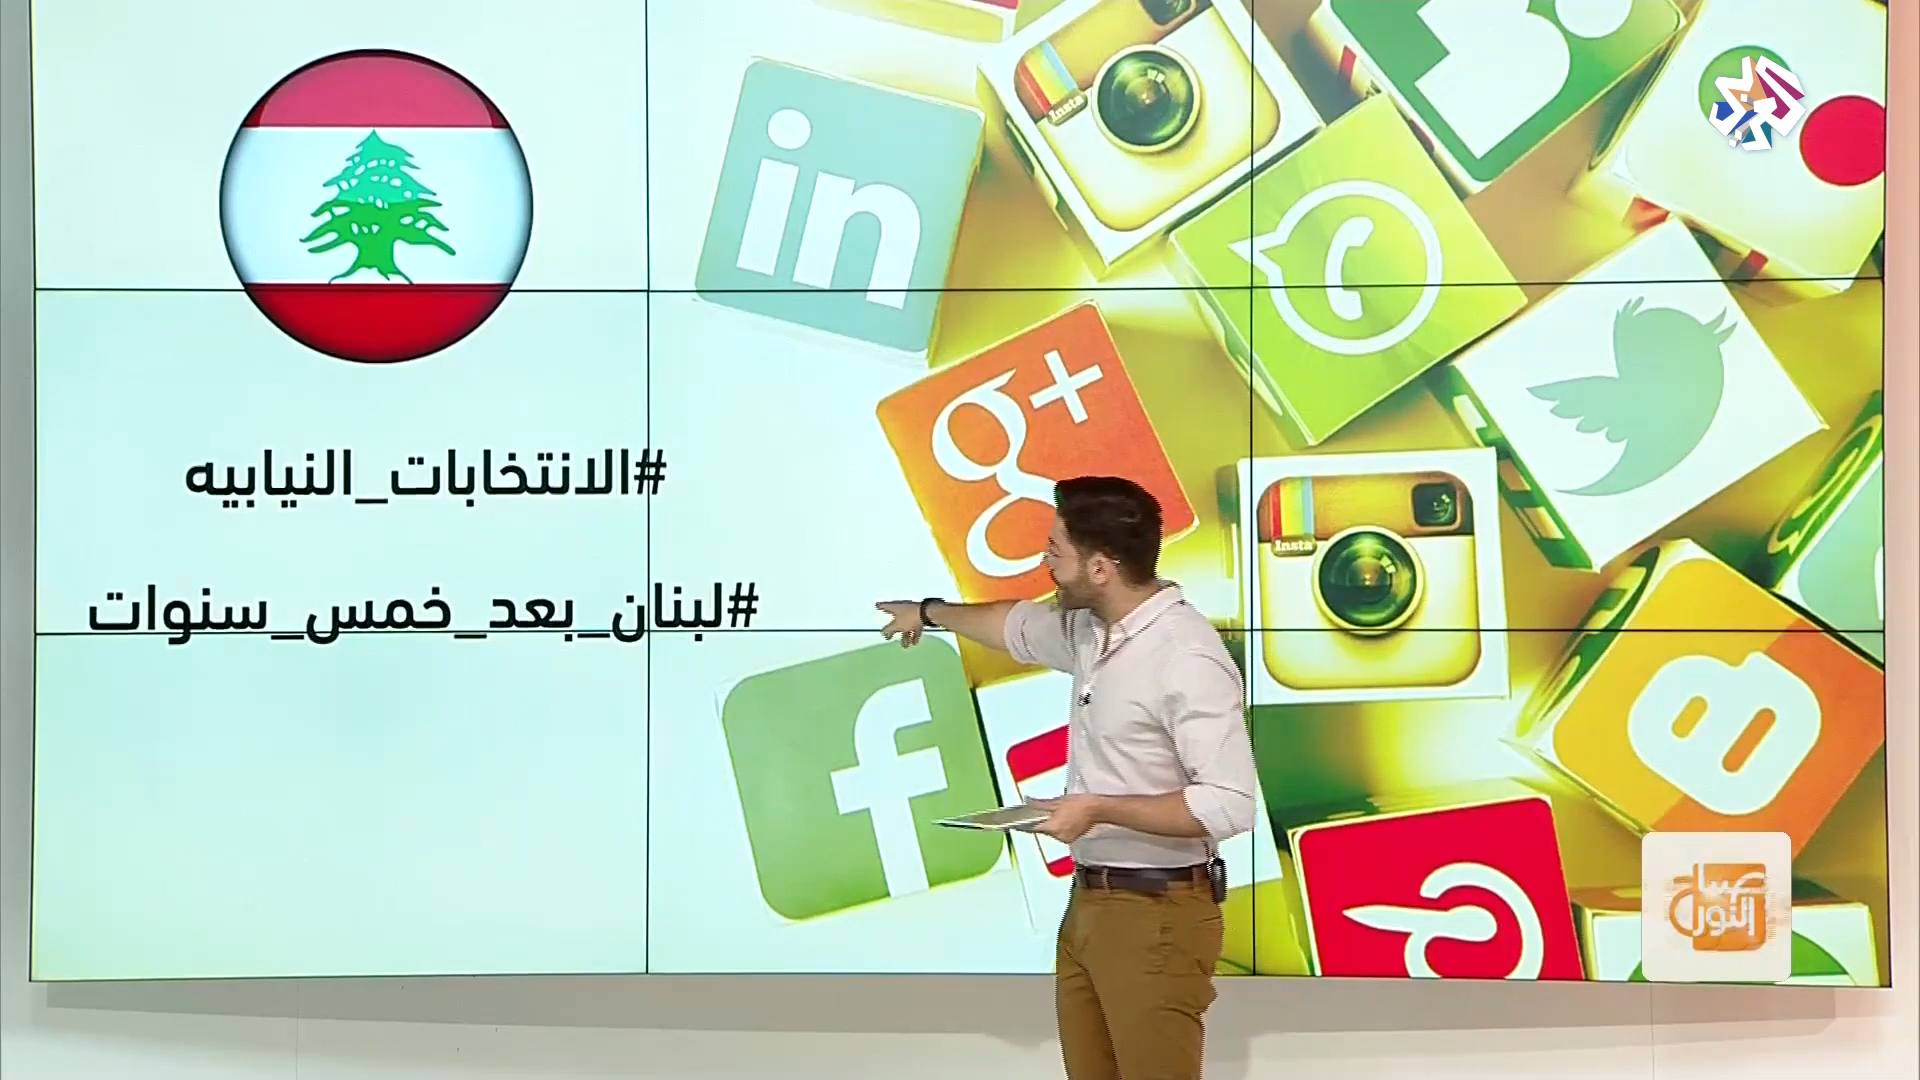 #الانتخابات_النيابيه
#لبنان_بعد_خمس_سنوات
in
Insta
g+
Insta
f
صباح
النور